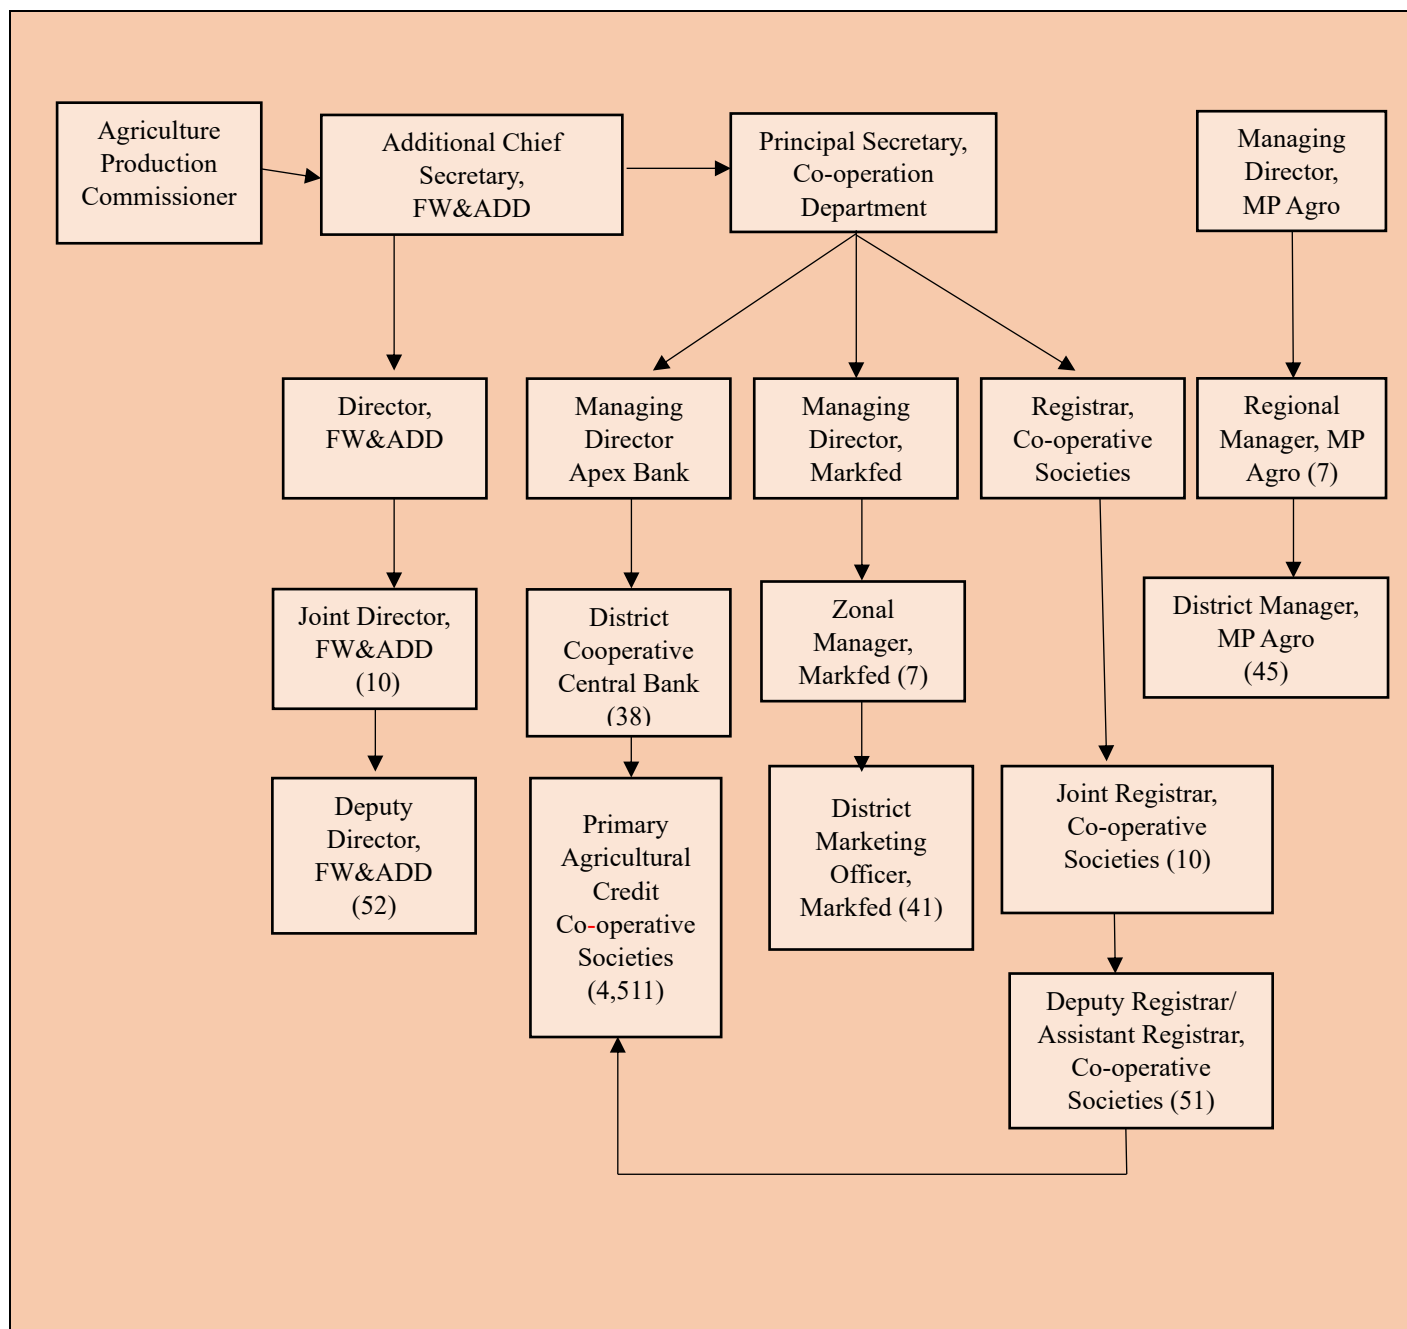 Agriculture
Production
Commissioner
Additional Chief
Secretary,
FW&ADD
Principal Secretary,
Co-operation
Department
Managing
Director,
MP Agro
Director,
FW&ADD
Managing
Director
Apex Bank
Managing
Director,
Markfed
Registrar,
Co-operative
Societies
Regional
Manager, MP
Agro (7)
Joint Director,
FW&ADD
(10)
District
Cooperative
Central Bank
(38)
Zonal
Manager,
Markfed (7)
District Manager,
MP Agro
(45)
Deputy
Director,
FW&ADD
(52)
Primary
Agricultural
Credit
Co-operative
Societies
(4,511)
District
Marketing
Officer,
Markfed (41)
Joint Registrar,
Co-operative
Societies (10)
Deputy Registrar/
Assistant Registrar,
Co-operative
Societies (51)